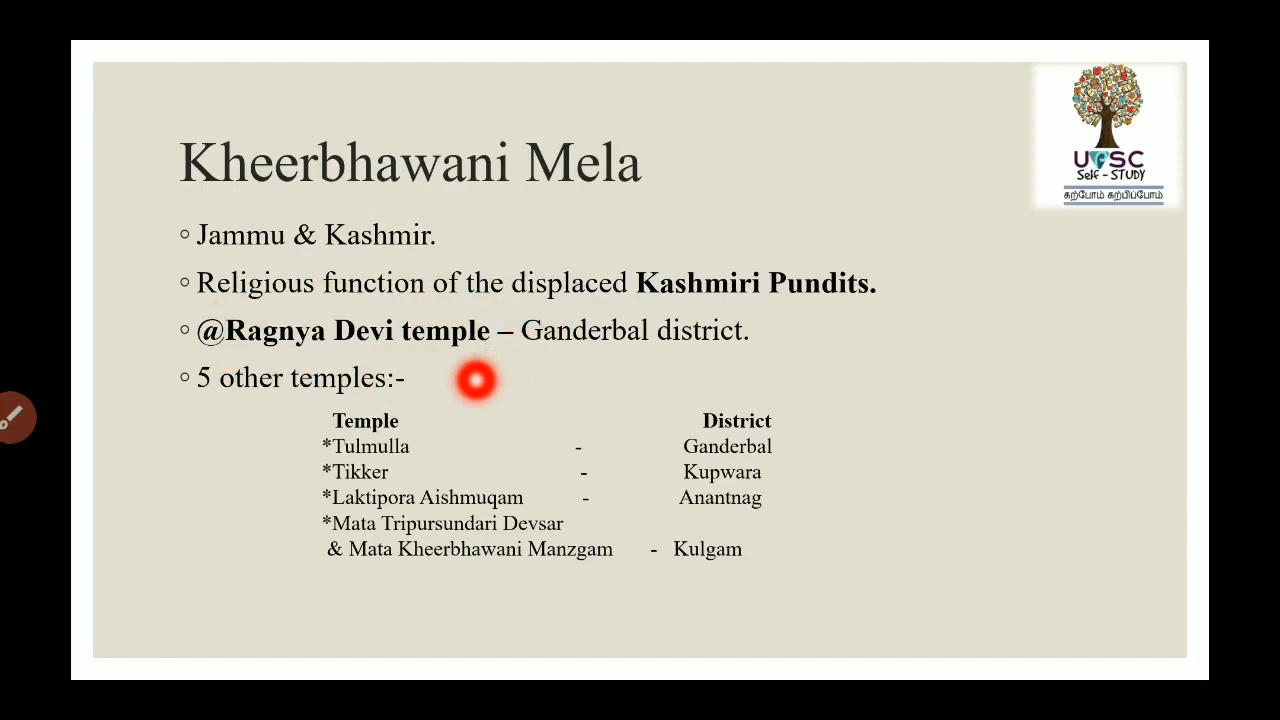 UPSC
Self - STUDY
கற்போம் கற்பிப்போம்
Kheerbhawani Mela
◦ Jammu & Kashmir.
◦ Religious function of the displaced Kashmiri Pundits.
◦ @Ragnya Devi temple – Ganderbal district.
◦ 5 other temples:-
Temple District
*Tulmulla - Ganderbal
*Tikker - Kupwara
*Laktipora Aishmuqam - Anantnag
*Mata Tripursundari Devsar
& Mata Kheerbhawani Manzgam - Kulgam